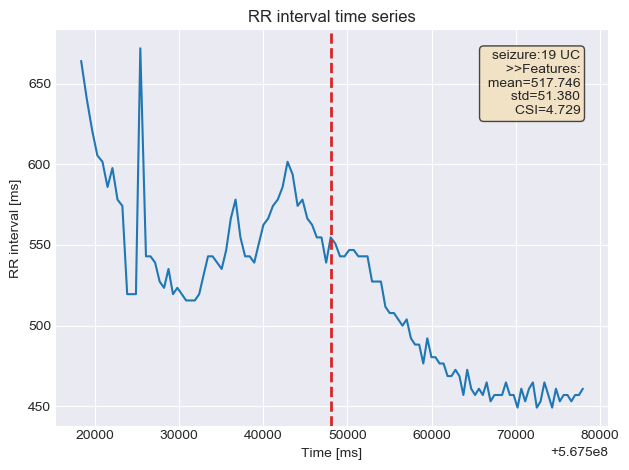 RR interval time series
seizure:19 UC
>>Features:
mean=517.746
std=51.380
CSI=4.729
RR interval [ms]
650
600
550
500
450
20000 30000 40000 50000 60000 70000 80000
Time [ms]
+5.675e8